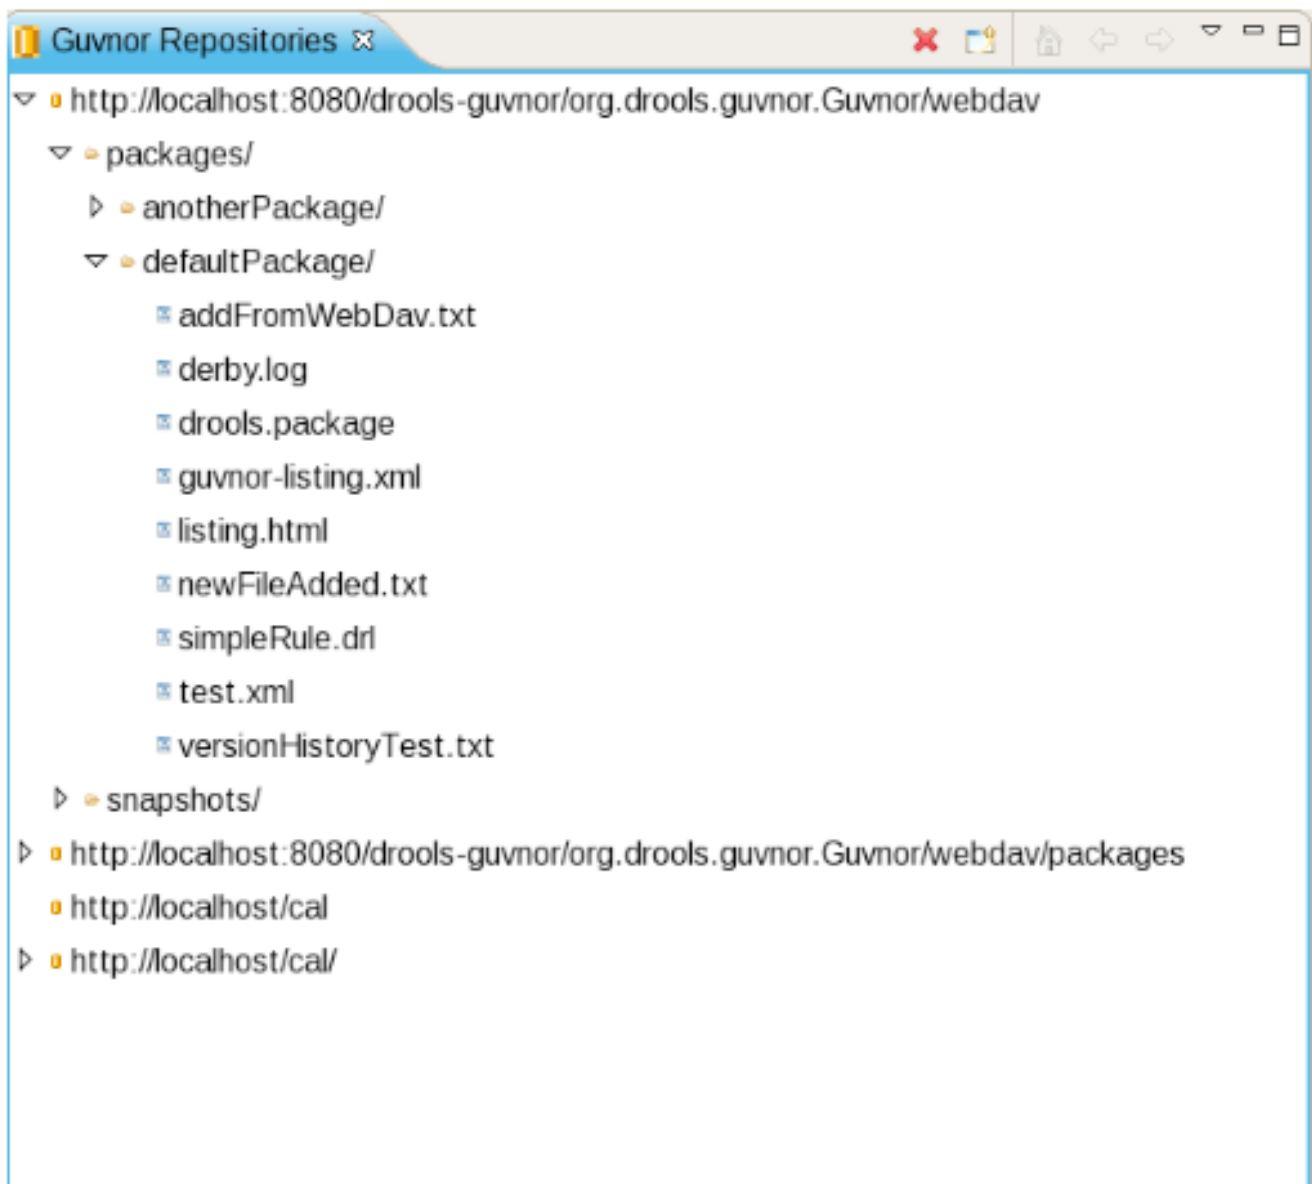 Guvnor Repositories
http://localhost:8080/drools-guvnor/org.drools.guvnor.Guvnor/webdav
packages/
anotherPackage/
defaultPackage/
addFromWebDav.txt
derby.log
drools.package
guvnor-listing.xml
listing.html
newFileAdded.txt
simpleRule.drl
test.xml
versionHistoryTest.txt
snapshots/
http://localhost:8080/drools-guvnor/org.drools.guvnor.Guvnor/webdav/packages
http://localhost/cal
http://localhost/cal/